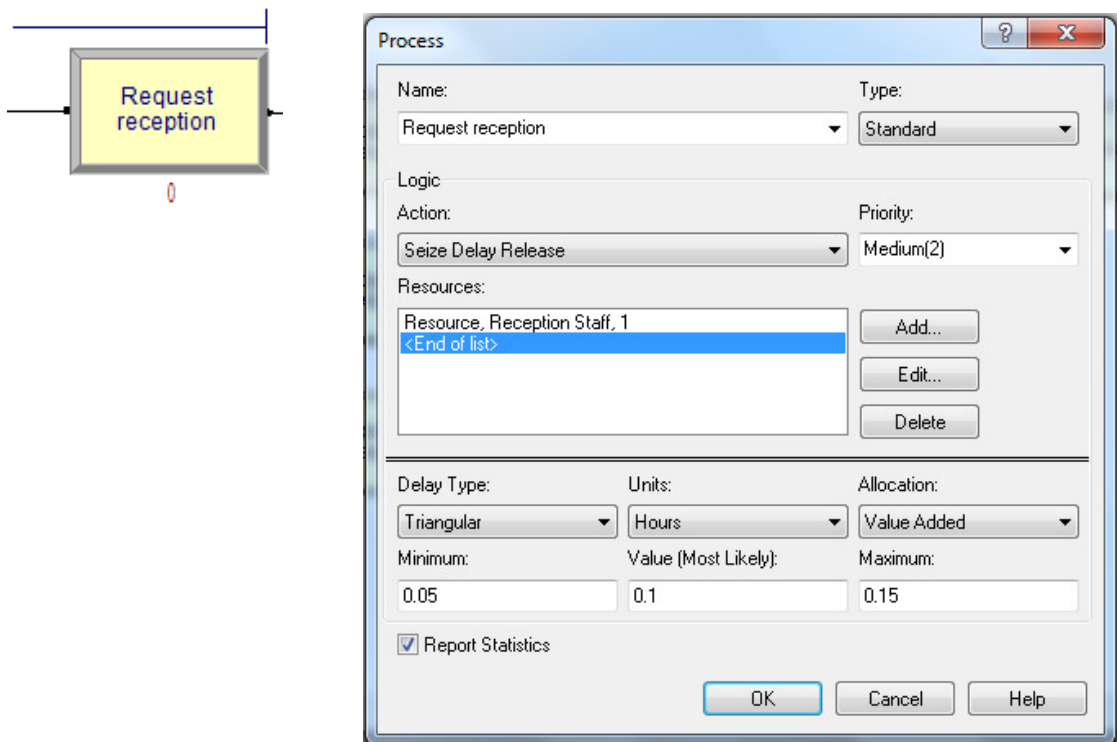 Request
reception
0
Process
Name:
Type:
Request reception
Standard
Logic
Action:
Priority:
Seize Delay Release
Medium(2)
Resources:
Resource, Reception Staff, 1
<End of list>
Add...
Edit...
Delete
Delay Type:
Units:
Allocation:
Triangular
Hours
Value Added
Minimum:
Value (Most Likely):
Maximum:
0.05
0.1
0.15
Report Statistics
OK
Cancel
Help